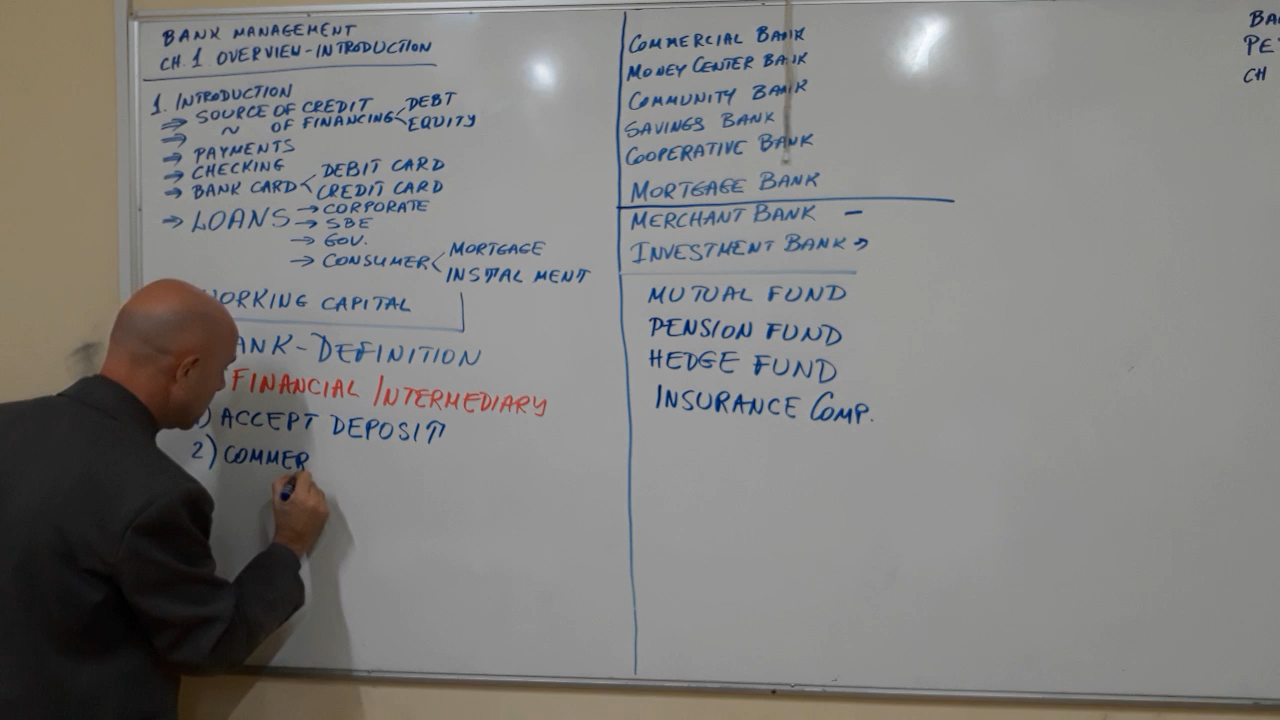 BANK MANAGEMENT
CH. 1 OVERVIEW-INTRODUCTION
1. INTRODUCTION
⇒ SOURCE OF CREDIT
⇒ ~ OF FINANCING < DEBT
EQUITY
→ PAYMENTS
→ CHECKING
→ BANK CARD < DEBIT CARD
CREDIT CARD
→ LOANS → CORPORATE
→ SBE
→ GOV.
→ CONSUMER < MORTGAGE
INSTALMENT
ORKING CAPITAL
ANK-DEFINITION
FINANCIAL INTERMEDIARY
) ACCEPT DEPOSIT
2) COMMER
COMMERCIAL BANK
MONEY CENTER BANK
COMMUNITY BANK
SAVINGS BANK
COOPERATIVE BANK
MORTGAGE BANK
MERCHANT BANK –
INVESTMENT BANK →
MUTUAL FUND
PENSION FUND
HEDGE FUND
INSURANCE COMP.
BA
PE
CH